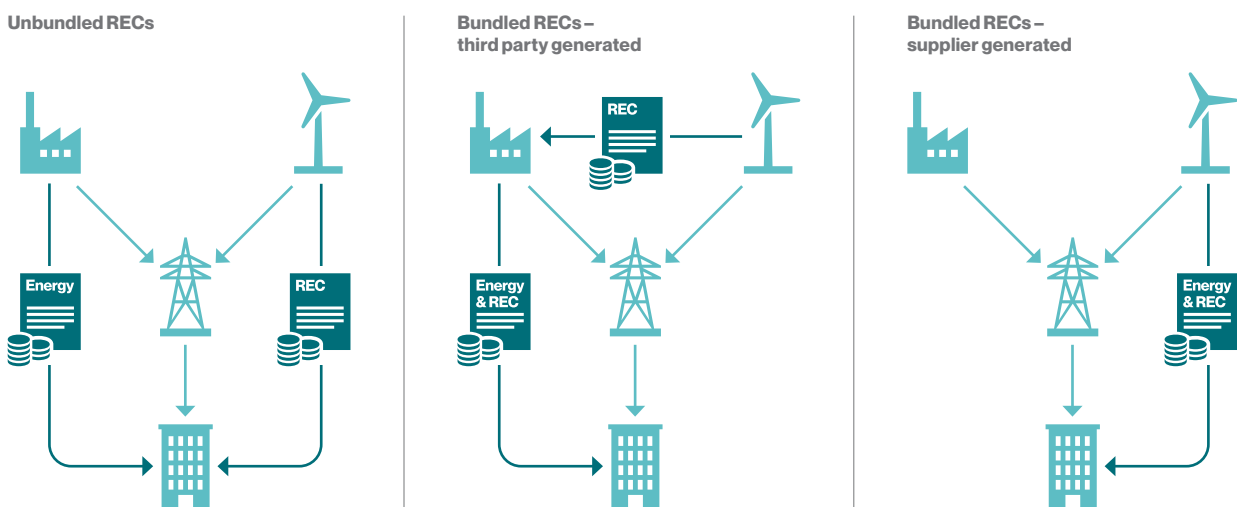 Unbundled RECs
Energy
REC
Bundled RECs –
third party generated
REC
Energy
& REC
Bundled RECs –
supplier generated
Energy
& REC